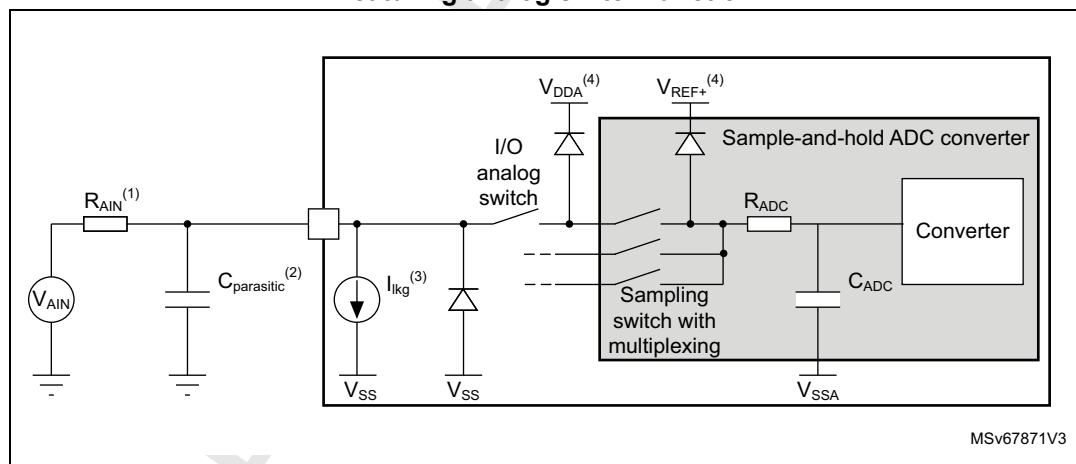 V_DDA(4)
V_REF+(4)
Sample-and-hold ADC converter
I/O
analog
switch
R_AIN(1)
R_ADC
Converter
V_AIN
C_parasitic(2)
I_lkg(3)
C_ADC
Sampling
switch with
multiplexing
V_SS
V_SS
V_SSA
MSv67871V3